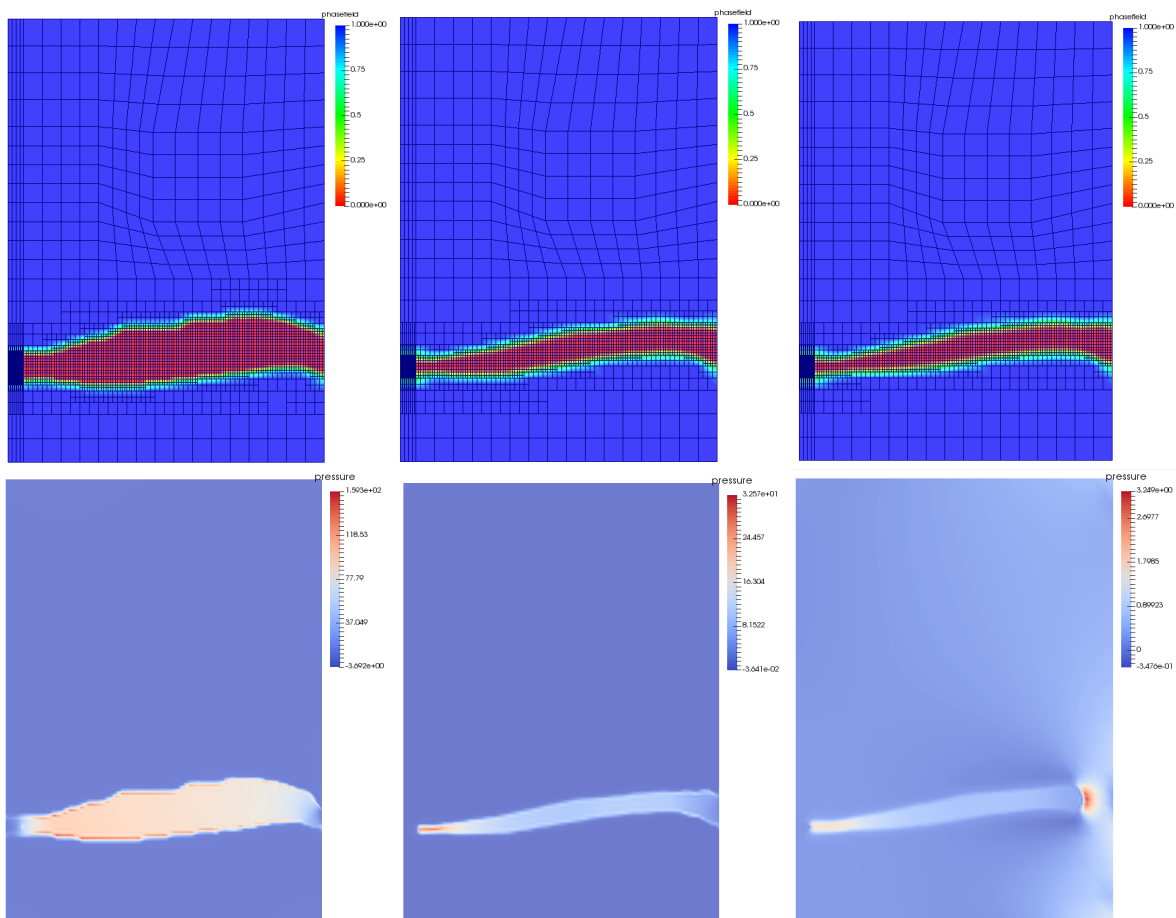 phasefield
1.000e+00
0.75
0.5
0.25
0.000e+00
phasefield
1.000e+00
0.75
0.5
0.25
0.000e+00
phasefield
1.000e+00
0.75
0.5
0.25
0.000e+00
pressure
1.593e+02
118.53
77.79
37.049
-3.692e+00
pressure
3.257e+01
24.457
16.304
8.1522
-3.641e-02
pressure
3.249e+00
2.6977
1.7985
0.89923
0
-3.476e-01